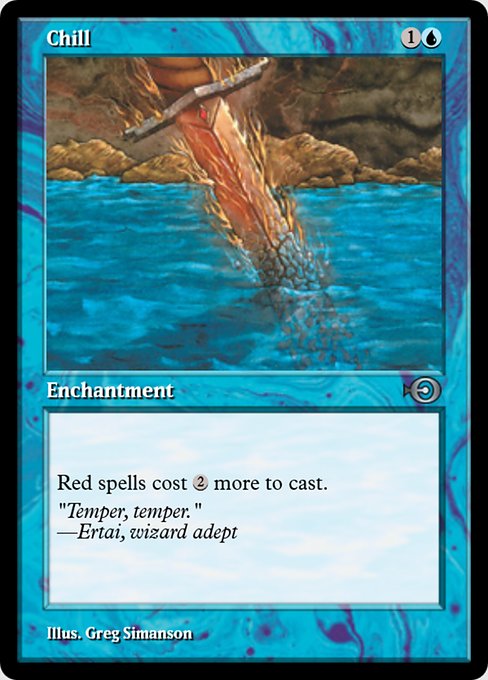 Chill 1
Enchantment
Red spells cost 2 more to cast.
"Temper, temper."
—Ertai, wizard adept
Illus. Greg Simanson